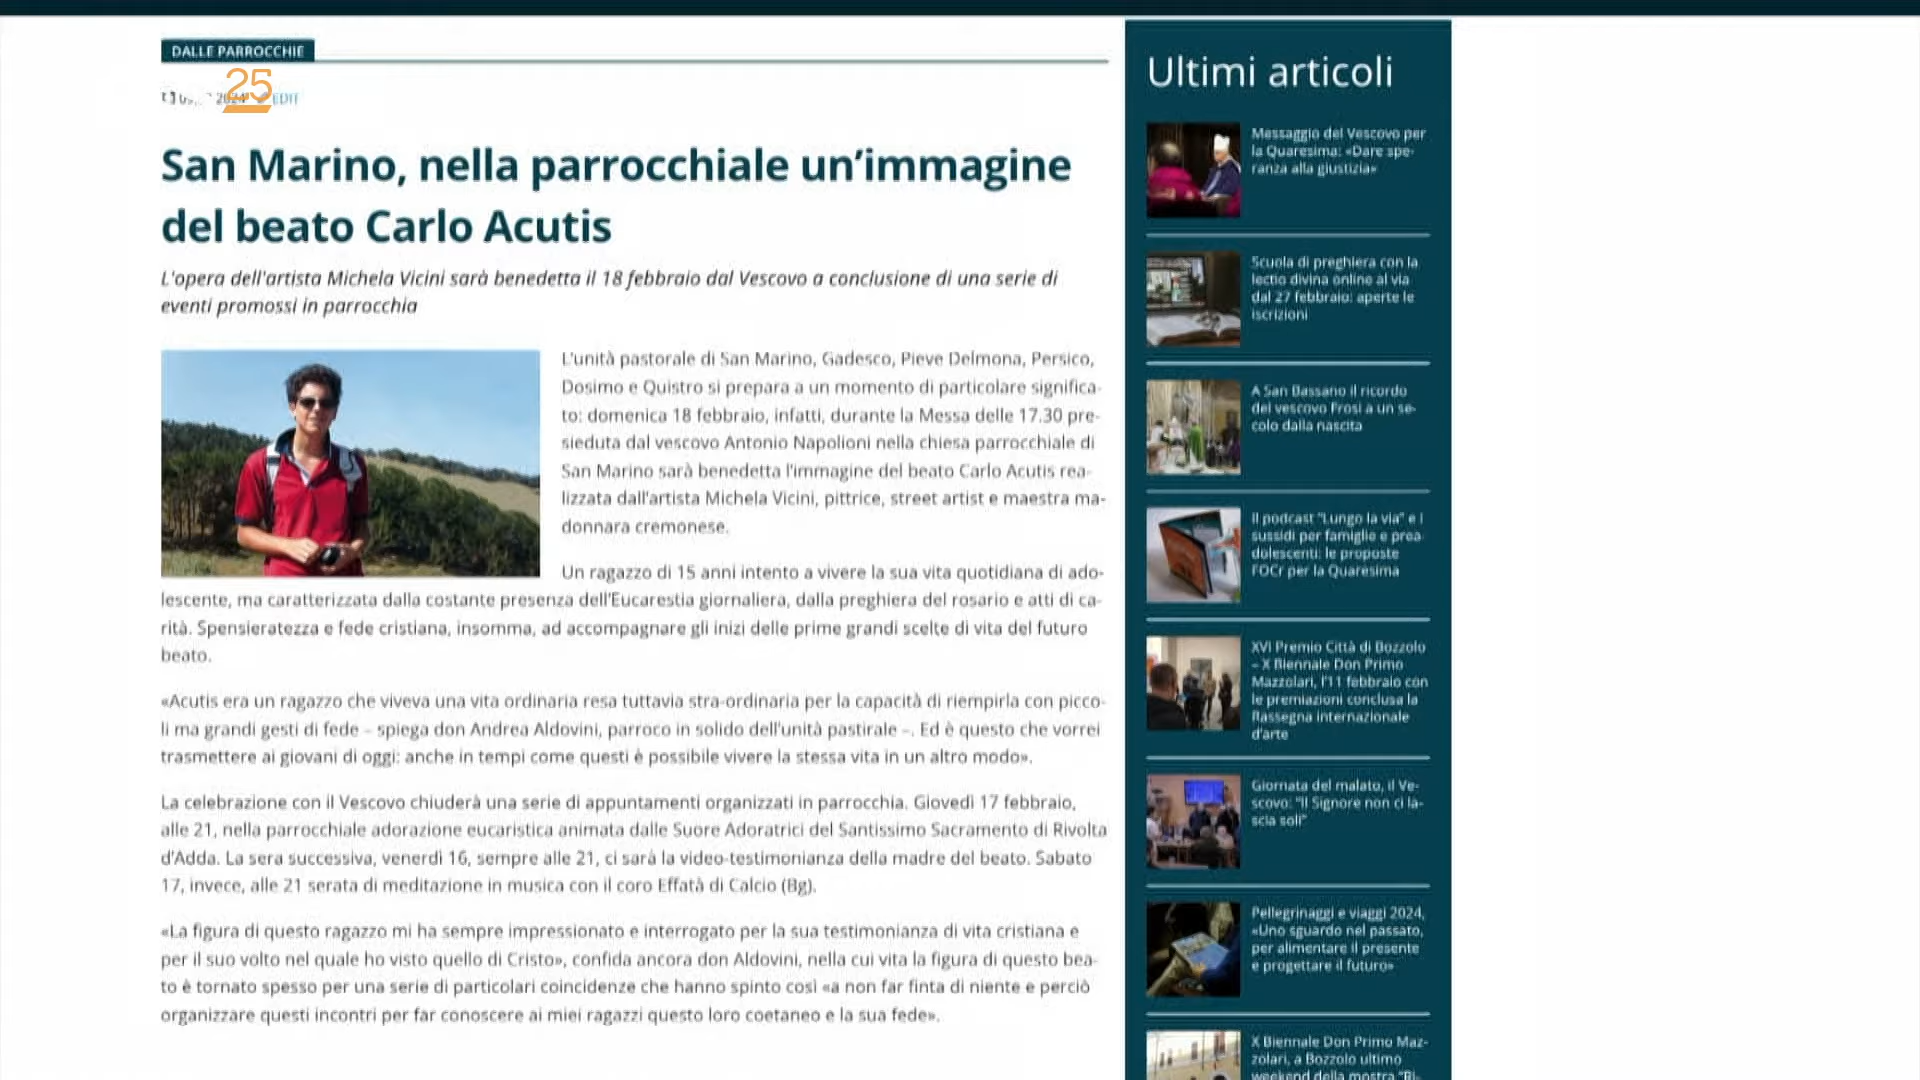 DALLE PARROCCHIE
25
2024
EDIT
San Marino, nella parrocchiale un’immagine
del beato Carlo Acutis
L'opera dell'artista Michela Vicini sarà benedetta il 18 febbraio dal Vescovo a conclusione di una serie di
eventi promossi in parrocchia
L'unità pastorale di San Marino, Gadesco, Pieve Delmona, Persico,
Dosimo e Quistro si prepara a un momento di particolare significa-
to: domenica 18 febbraio, infatti, durante la Messa delle 17.30 pre-
sieduta dal vescovo Antonio Napolioni nella chiesa parrocchiale di
San Marino sarà benedetta l'immagine del beato Carlo Acutis rea-
lizzata dall'artista Michela Vicini, pittrice, street artist e maestra ma-
donnara cremonese.
Un ragazzo di 15 anni intento a vivere la sua vita quotidiana di ado-
lescente, ma caratterizzata dalla costante presenza dell'Eucarestia giornaliera, dalla preghiera del rosario e atti di ca-
rità. Spensieratezza e fede cristiana, insomma, ad accompagnare gli inizi delle prime grandi scelte di vita del futuro
beato.
«Acutis era un ragazzo che viveva una vita ordinaria resa tuttavia stra-ordinaria per la capacità di riempirla con picco-
li ma grandi gesti di fede – spiega don Andrea Aldovini, parroco in solido dell'unità pastirale –. Ed è questo che vorrei
trasmettere ai giovani di oggi: anche in tempi come questi è possibile vivere la stessa vita in un altro modo».
La celebrazione con il Vescovo chiuderà una serie di appuntamenti organizzati in parrocchia. Giovedì 17 febbraio,
alle 21, nella parrocchiale adorazione eucaristica animata dalle Suore Adoratrici del Santissimo Sacramento di Rivolta
d'Adda. La sera successiva, venerdì 16, sempre alle 21, ci sarà la video-testimonianza della madre del beato. Sabato
17, invece, alle 21 serata di meditazione in musica con il coro Effatà di Calcio (Bg).
«La figura di questo ragazzo mi ha sempre impressionato e interrogato per la sua testimonianza di vita cristiana e
per il suo volto nel quale ho visto quello di Cristo», confida ancora don Aldovini, nella cui vita la figura di questo bea-
to è tornato spesso per una serie di particolari coincidenze che hanno spinto così «a non far finta di niente e perciò
organizzare questi incontri per far conoscere ai miei ragazzi questo loro coetaneo e la sua fede».
Ultimi articoli
Messaggio del Vescovo per
la Quaresima: «Dare spe-
ranza alla giustizia»
Scuola di preghiera con la
lectio divina online al via
dal 27 febbraio: aperte le
iscrizioni
A San Bassano il ricordo
del vescovo Frosi a un se-
colo dalla nascita
Il podcast "Lungo la via" e i
sussidi per famiglie e prea-
dolescenti: le proposte
FOCr per la Quaresima
XVI Premio Città di Bozzolo
– X Biennale Don Primo
Mazzolari, l'11 febbraio con
le premiazioni conclusa la
Rassegna internazionale
d'arte
Giornata del malato, il Ve-
scovo: "Il Signore non ci la-
scia soli"
Pellegrinaggi e viaggi 2024,
«Uno sguardo nel passato,
per alimentare il presente
e progettare il futuro»
X Biennale Don Primo Maz-
zolari, a Bozzolo ultimo
weekend della mostra "Ri-